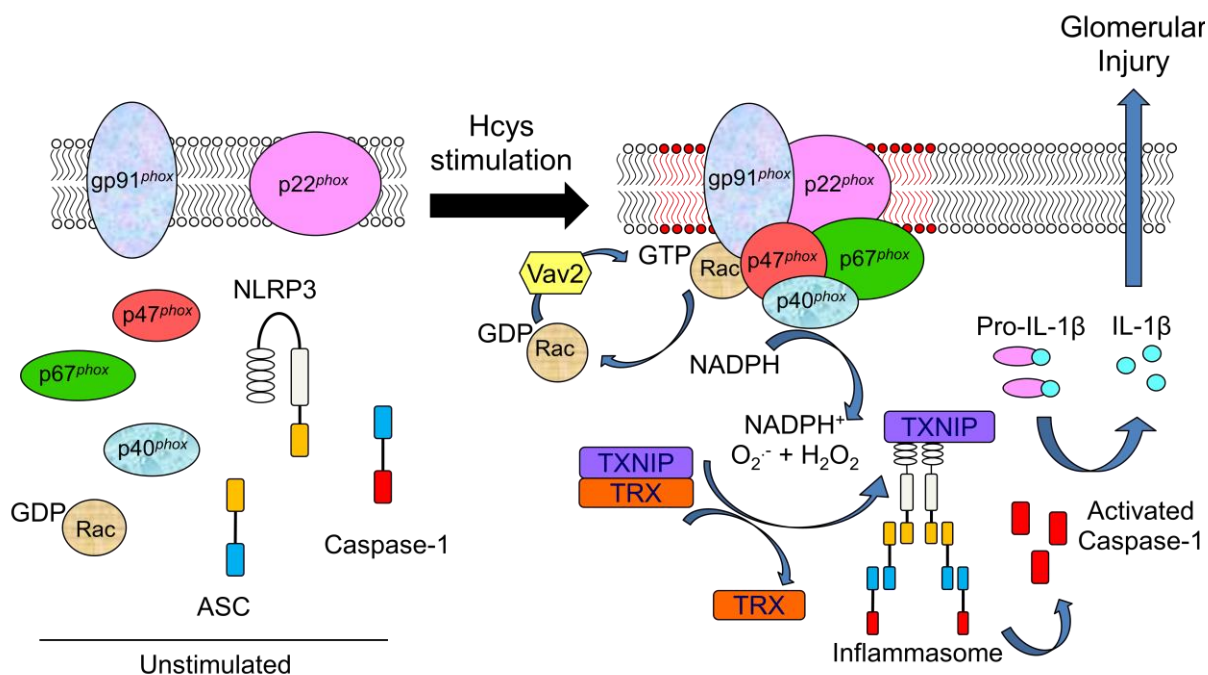 gp91phox
p22phox
p47phox
NLRP3
p67phox
p40phox
GDP
Rac
ASC
Caspase-1
Unstimulated
Hcys
stimulation
Glomerular
Injury
gp91phox
p22phox
Vav2
GTP
Rac
p47phox
p67phox
p40phox
GDP
Rac
NADPH
Pro-IL-1β
IL-1β
NADPH⁺
O₂·⁻ + H₂O₂
TXNIP
TXNIP
TRX
TRX
Activated
Caspase-1
Inflammasome